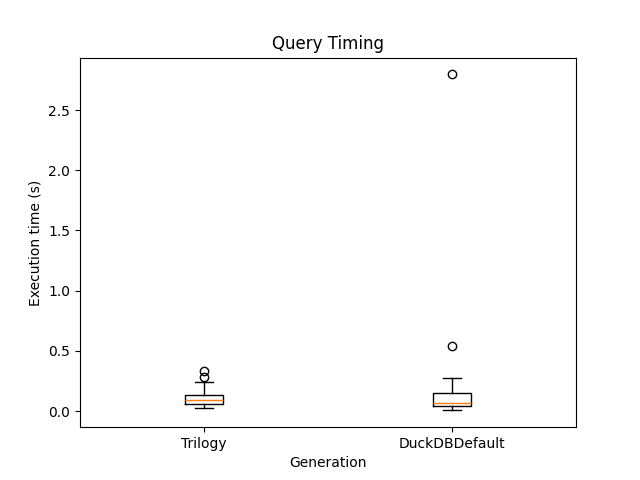 Query Timing
Execution time (s)
2.5
2.0
1.5
1.0
0.5
0.0
Trilogy
DuckDBDefault
Generation